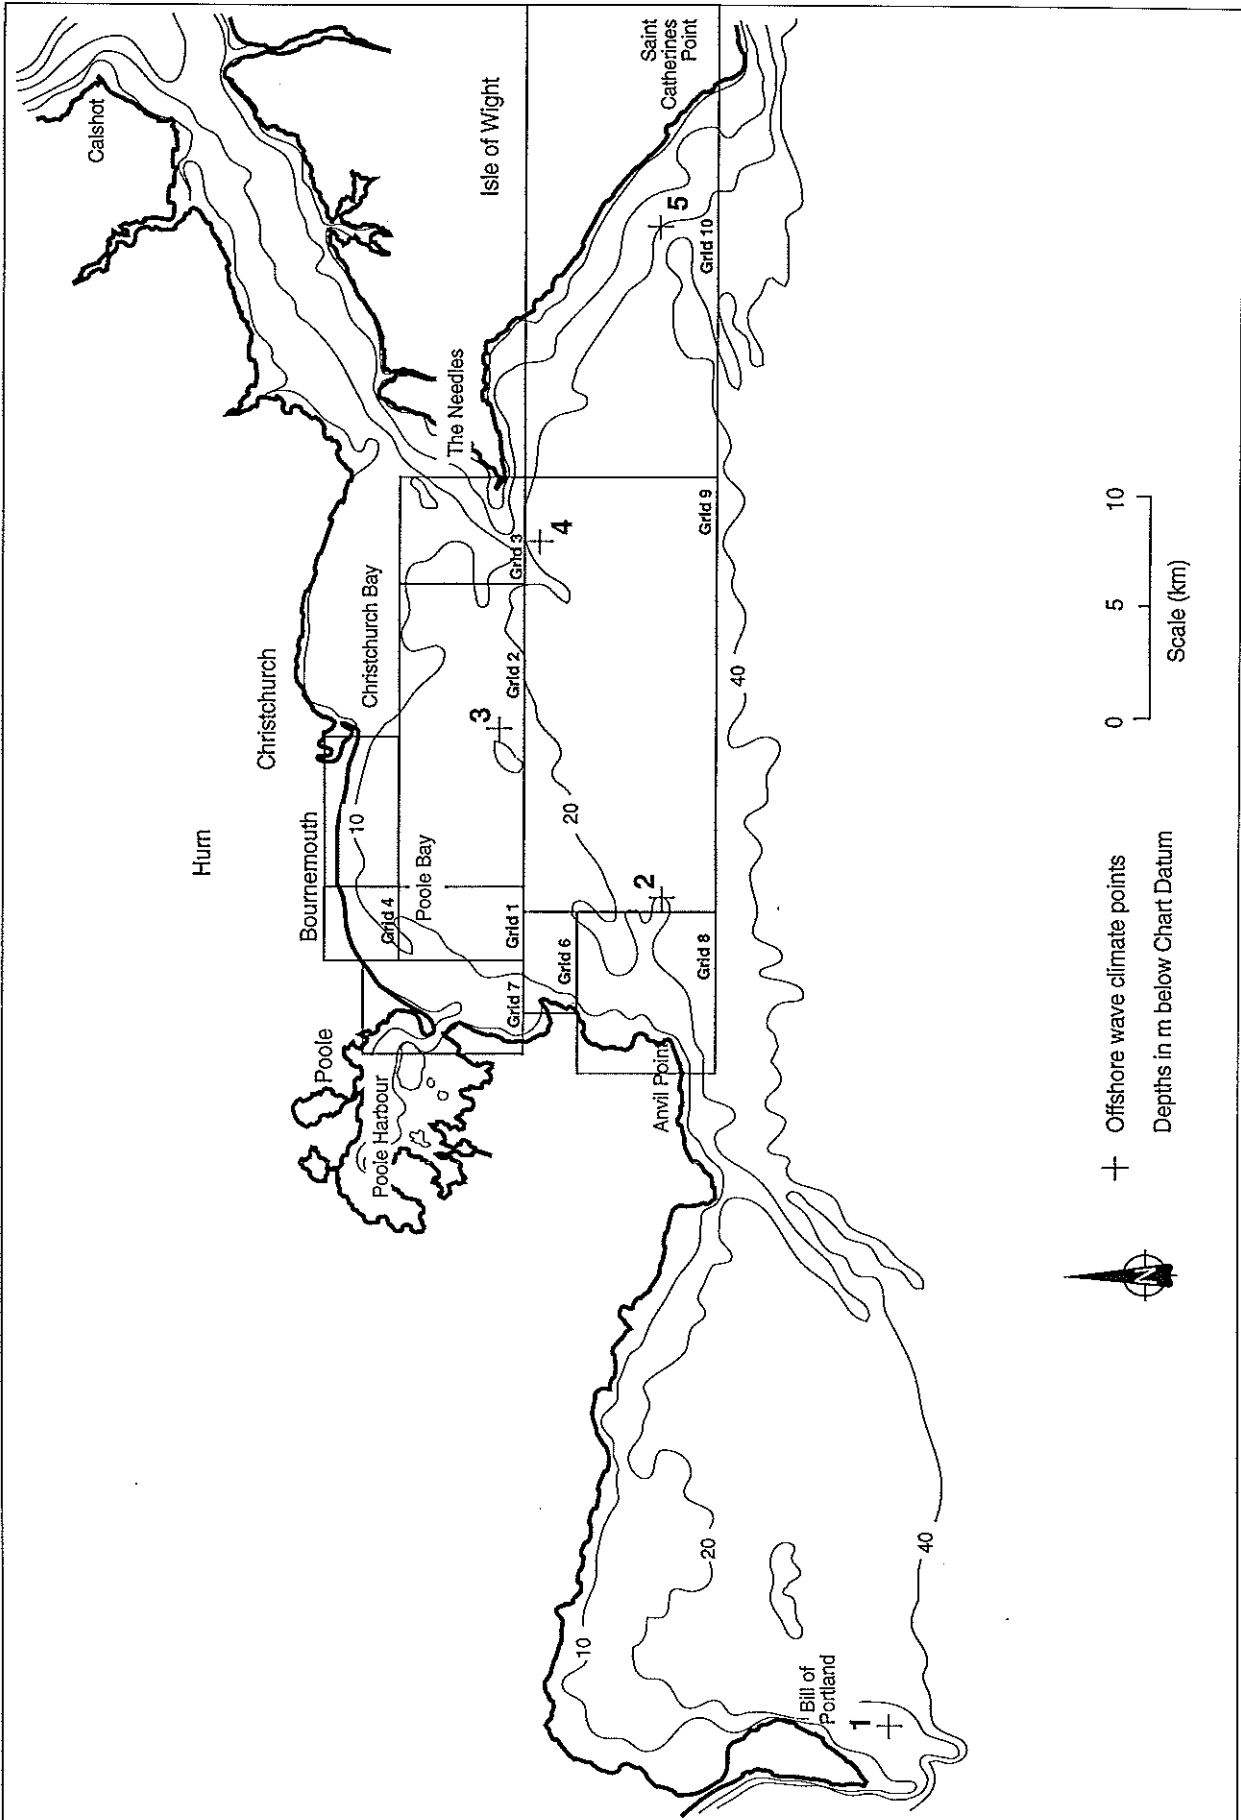 Calshot
Isle of Wight
Saint
Catherines
Point
5
Grid 10
The Needles
4
Grid 3
Grid 9
Christchurch
Christchurch Bay
Grid 2
3
40
Hurn
Bournemouth
10
Poole Bay
20
2
Grid 4
Grid 1
Grid 6
Grid 8
Grid 7
Poole
Poole Harbour
Anvil Point
10
20
40
Bill of
Portland
1
N
Offshore wave climate points
Depths in m below Chart Datum
0 5 10
Scale (km)